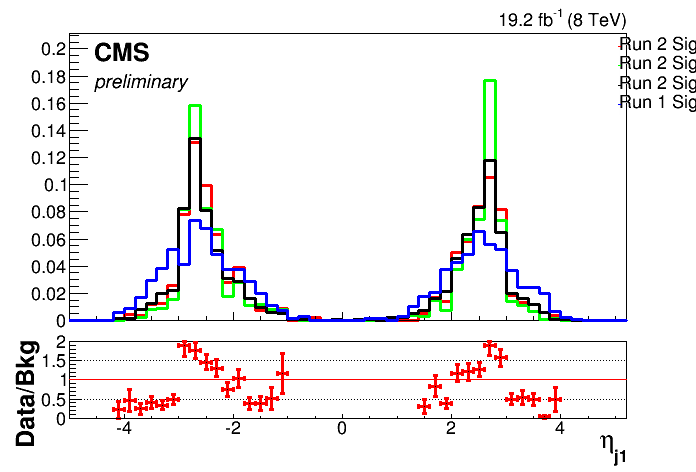 19.2 fb⁻¹ (8 TeV)
CMS
preliminary
Run 2 Sig
Run 2 Sig
Run 2 Sig
Run 1 Sig
0.2
0.18
0.16
0.14
0.12
0.1
0.08
0.06
0.04
0.02
0
Data/Bkg
2
1.5
1
0.5
0
-4 -2 0 2 4
η_j1